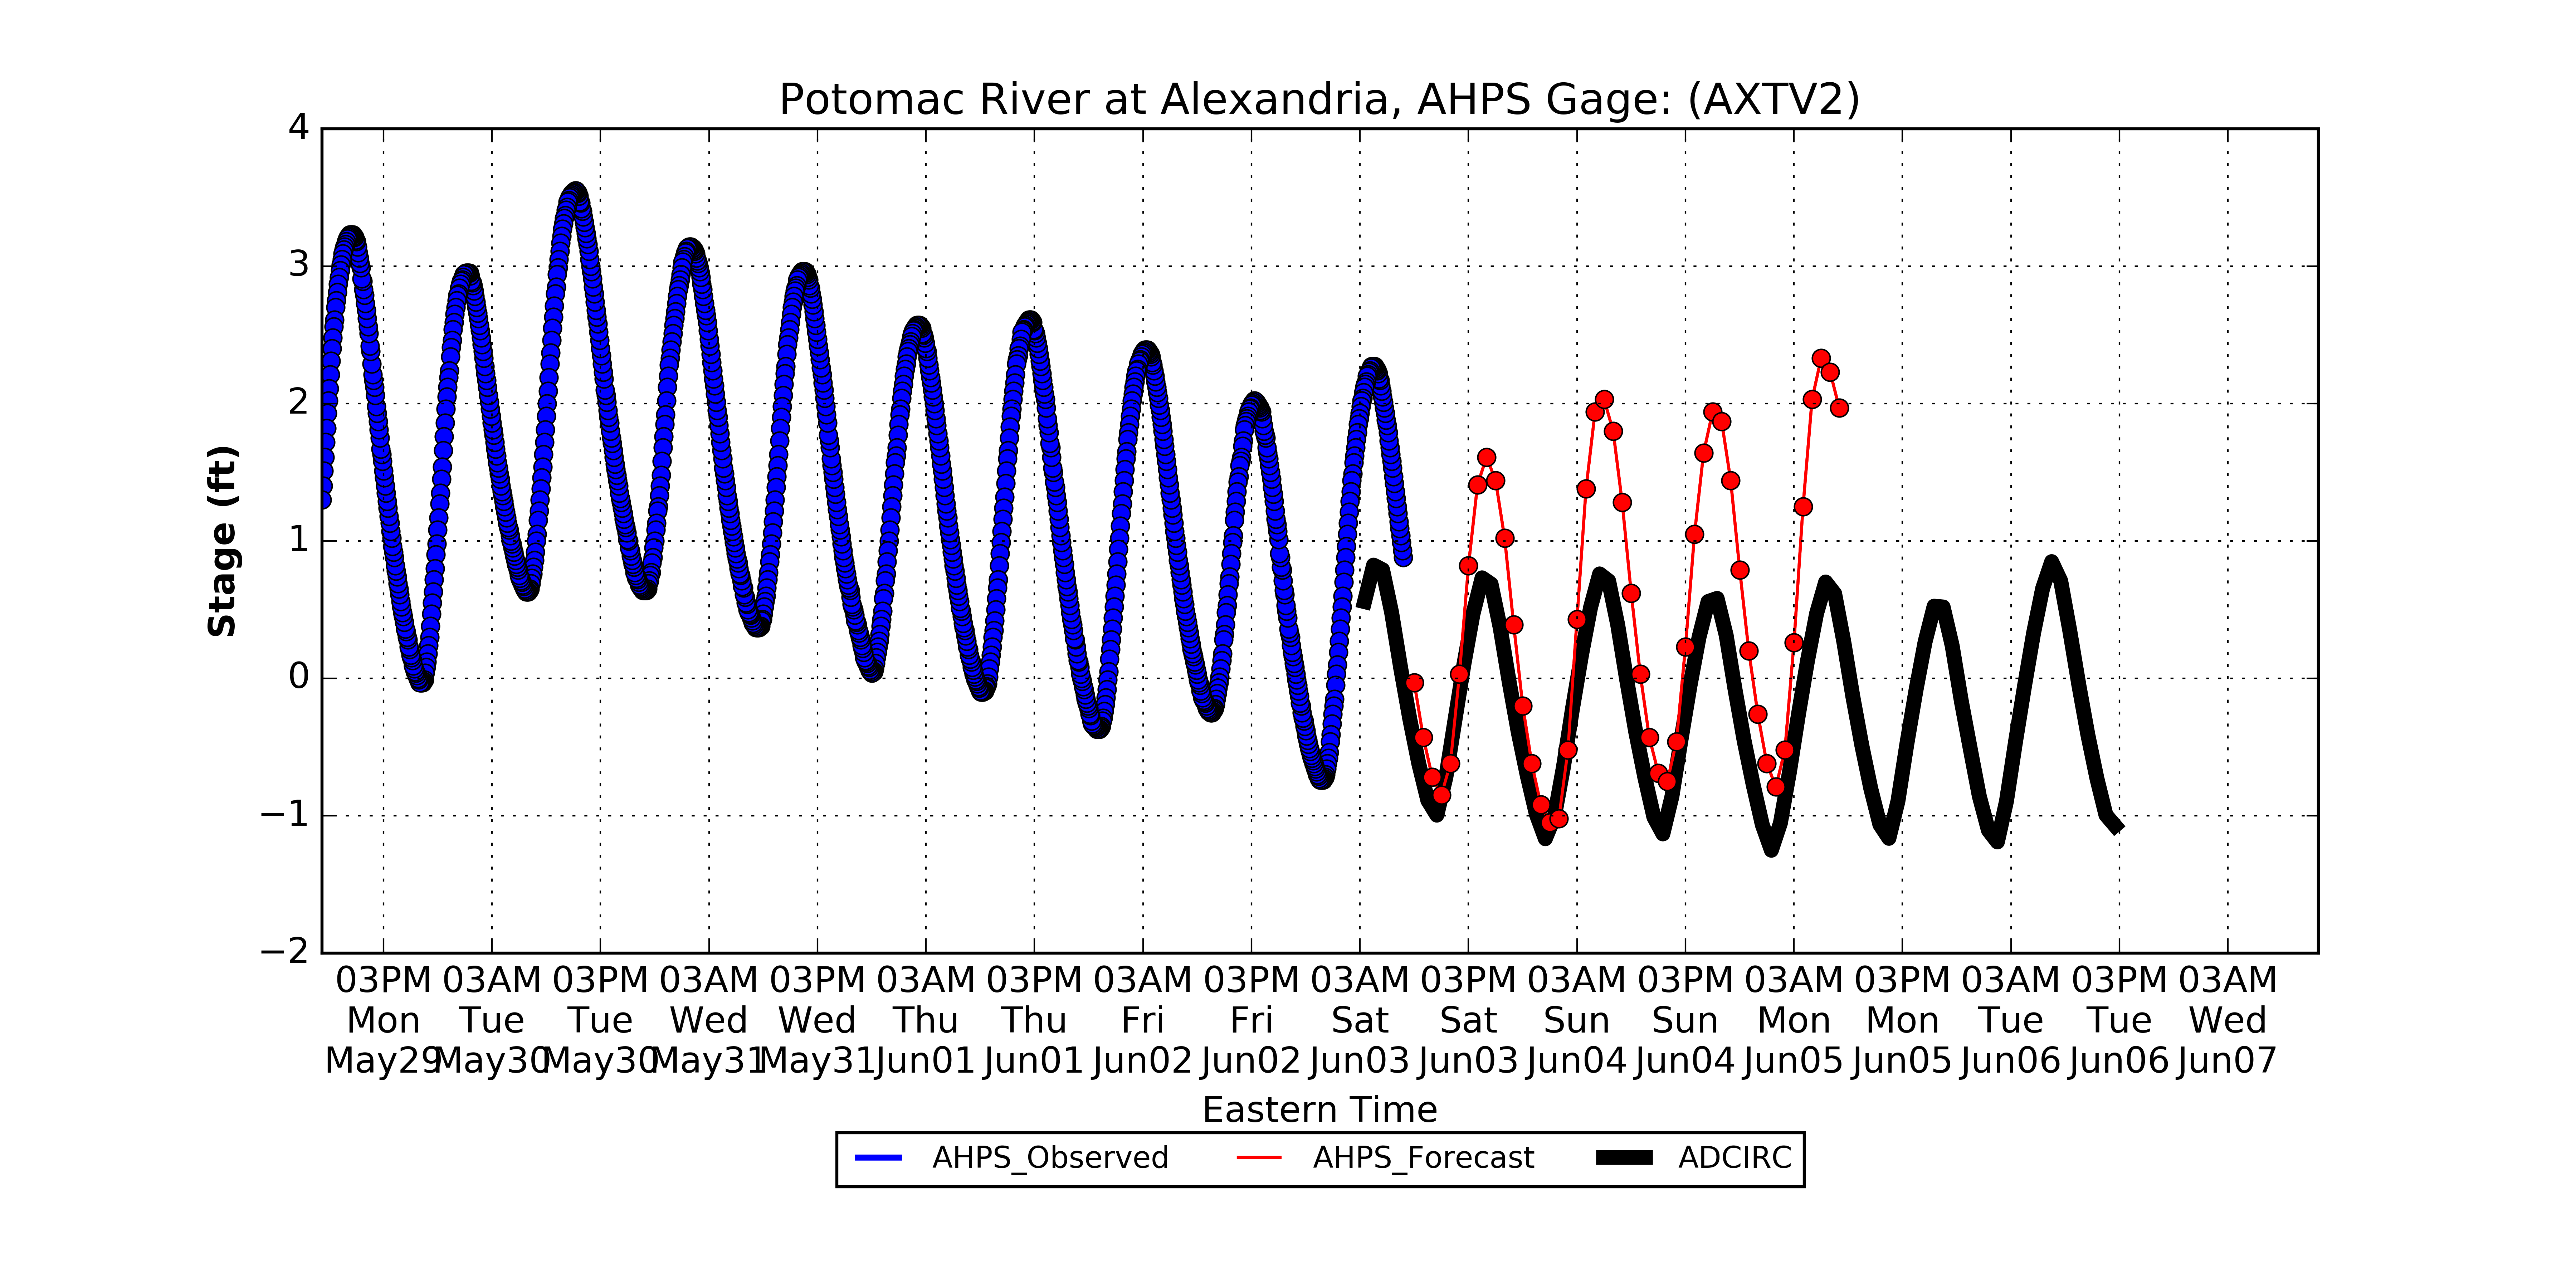 Potomac River at Alexandria, AHPS Gage: (AXTV2)
Stage (ft)
4
3
2
1
0
−1
−2
03PM 03AM 03PM 03AM 03PM 03AM 03PM 03AM 03PM 03AM 03PM 03AM 03PM 03AM 03PM 03AM 03PM 03AM
Mon Tue Tue Wed Wed Thu Thu Fri Fri Sat Sat Sun Sun Mon Mon Tue Tue Wed
May29 May30 May30 May31 May31 Jun01 Jun01 Jun02 Jun02 Jun03 Jun03 Jun04 Jun04 Jun05 Jun05 Jun06 Jun06 Jun07
Eastern Time
AHPS_Observed AHPS_Forecast ADCIRC